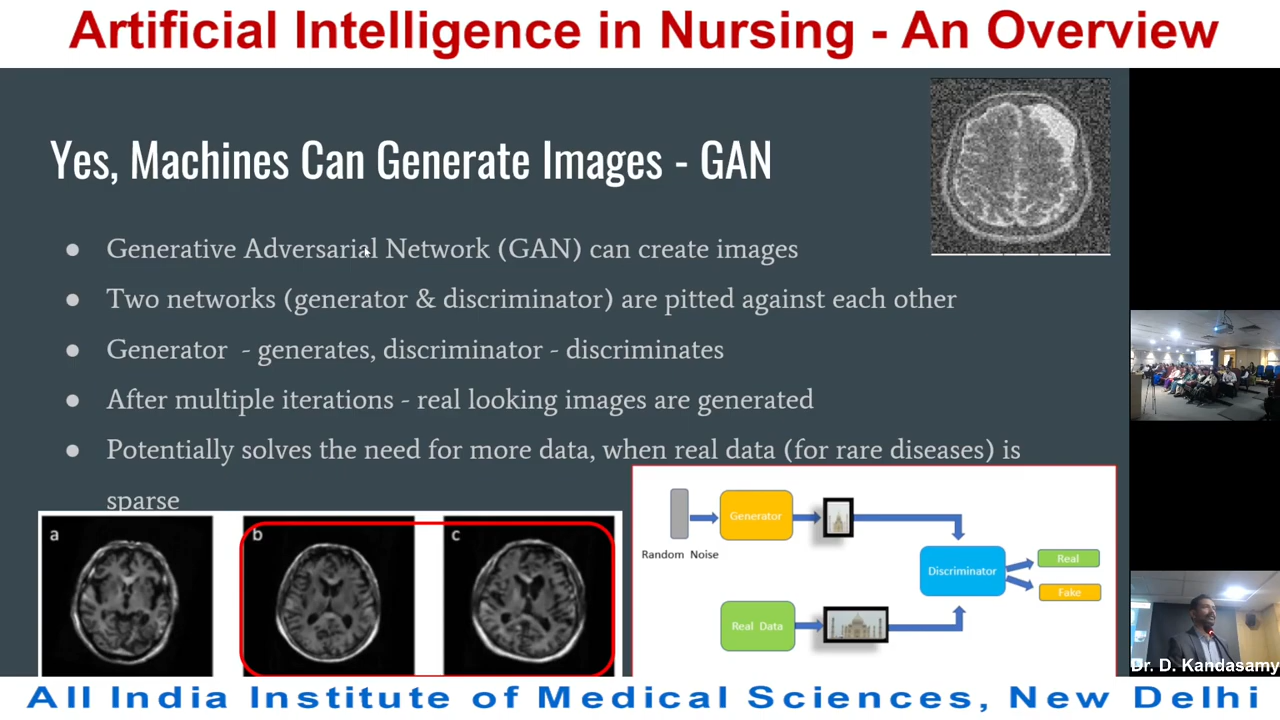 Artificial Intelligence in Nursing - An Overview
Yes, Machines Can Generate Images - GAN
● Generative Adversarial Network (GAN) can create images
● Two networks (generator & discriminator) are pitted against each other
● Generator - generates, discriminator - discriminates
● After multiple iterations - real looking images are generated
● Potentially solves the need for more data, when real data (for rare diseases) is
sparse
a
b
c
Generator
Random Noise
Discriminator
Real
Fake
Real Data
Dr. D. Kandasamy
All India Institute of Medical Sciences, New Delhi